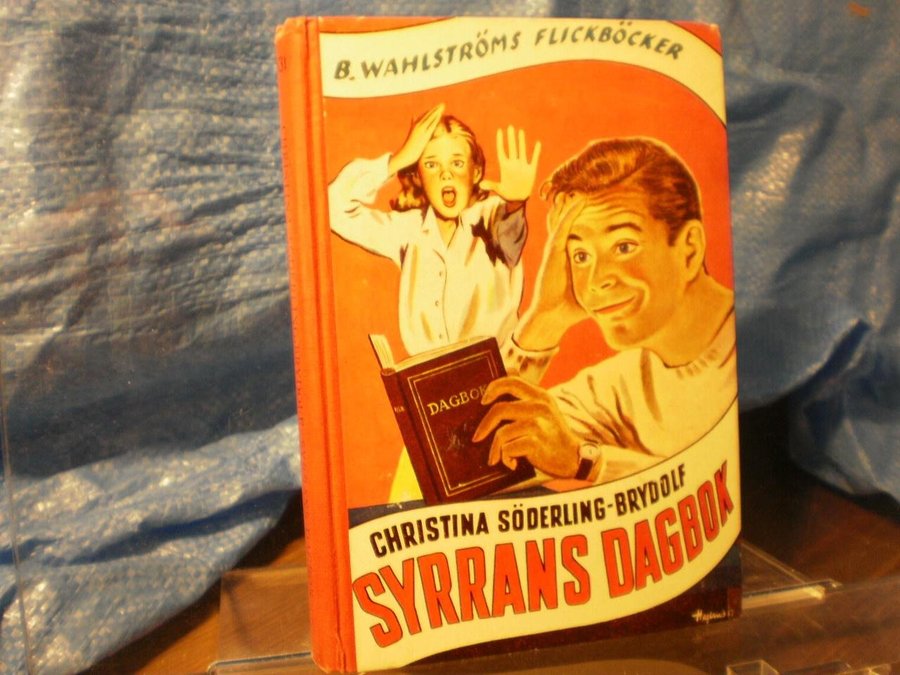 B. WAHLSTRÖMS FLICKBÖCKER
DAGBOK
CHRISTINA SÖDERLING-BRYDOLF
SYRRANS DAGBOK